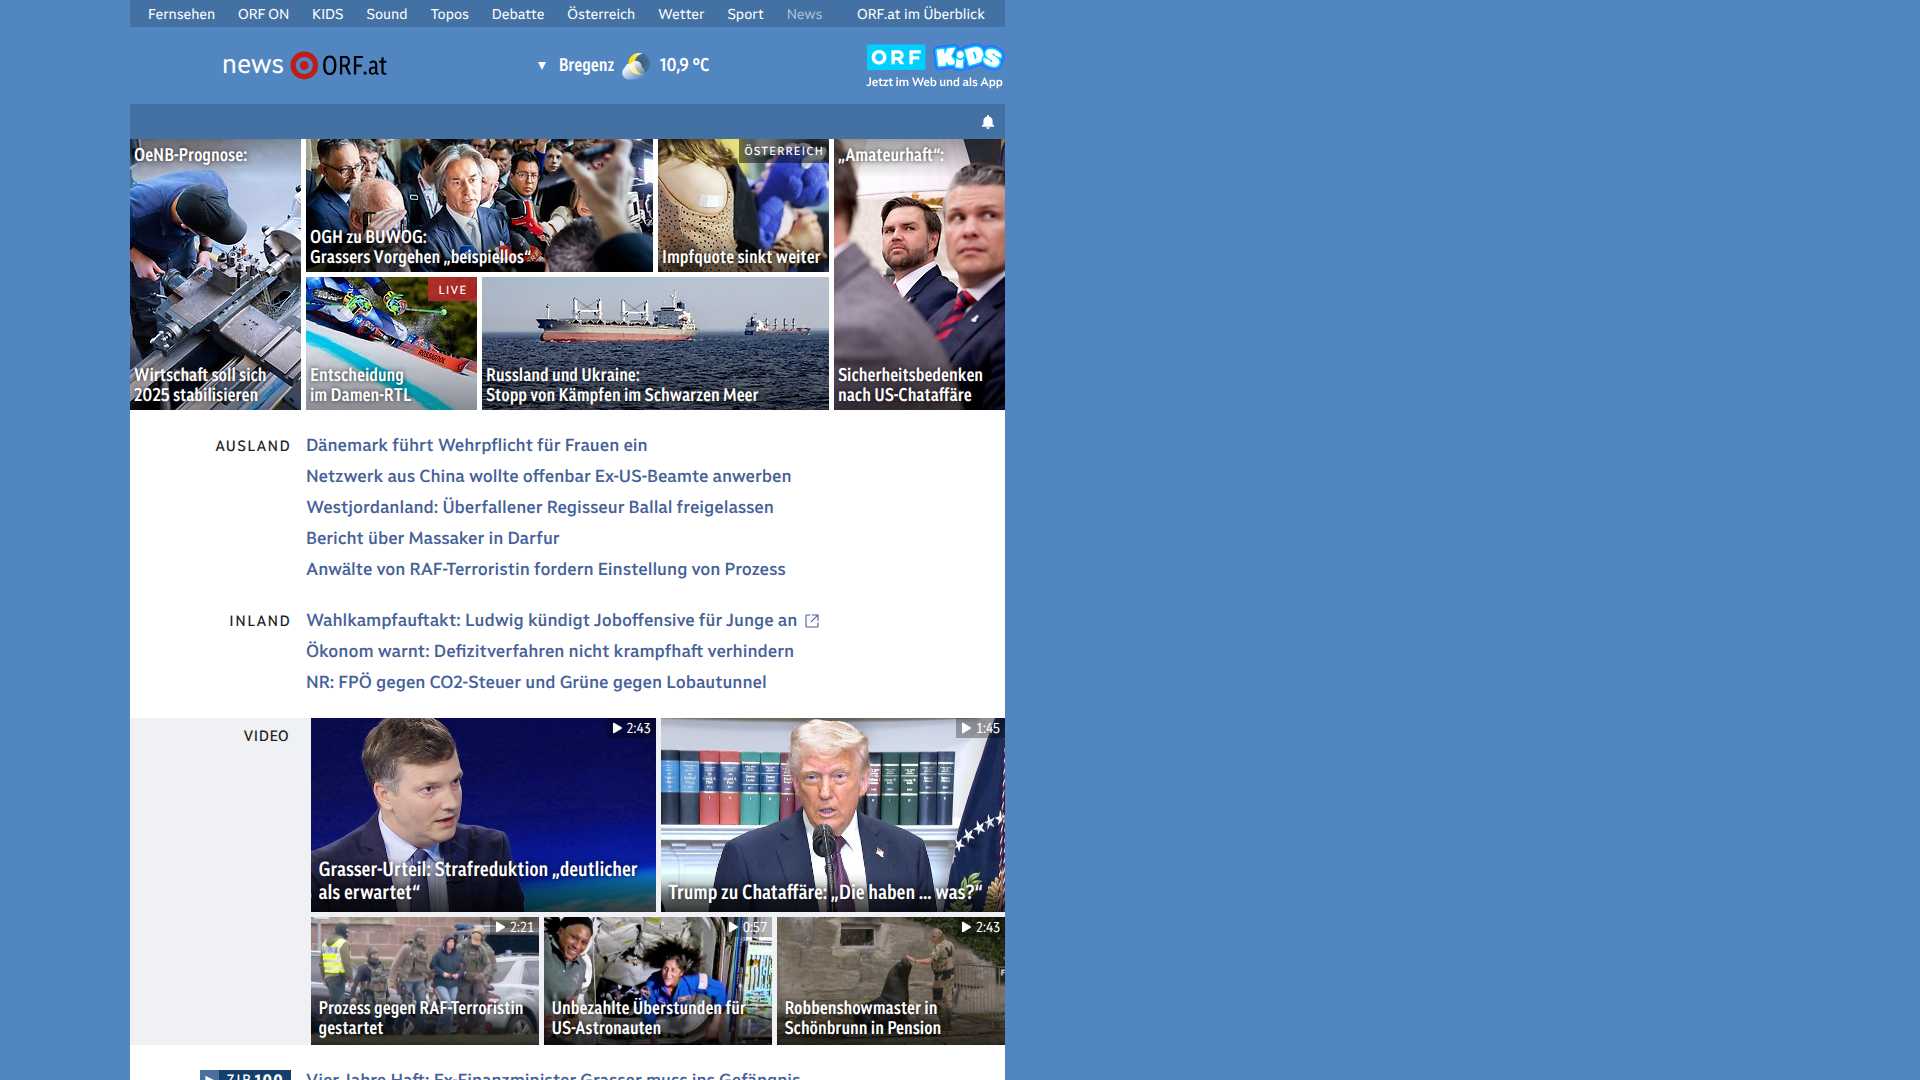 Fernsehen ORF ON KIDS Sound Topos Debatte Österreich Wetter Sport News ORF.at im Überblick
news ORF.at
Bregenz 10,9 °C
ORF KiDS
Jetzt im Web und als App
OeNB-Prognose:
Wirtschaft soll sich
2025 stabilisieren
OGH zu BUWOG:
Grassers Vorgehen „beispiellos“
ÖSTERREICH
Impfquote sinkt weiter
„Amateurhaft“:
Sicherheitsbedenken
nach US-Chataffäre
LIVE
ROSSIGNOL
Entscheidung
im Damen-RTL
Russland und Ukraine:
Stopp von Kämpfen im Schwarzen Meer
AUSLAND
Dänemark führt Wehrpflicht für Frauen ein
Netzwerk aus China wollte offenbar Ex-US-Beamte anwerben
Westjordanland: Überfallener Regisseur Ballal freigelassen
Bericht über Massaker in Darfur
Anwälte von RAF-Terroristin fordern Einstellung von Prozess
INLAND
Wahlkampfauftakt: Ludwig kündigt Joboffensive für Junge an
Ökonom warnt: Defizitverfahren nicht krampfhaft verhindern
NR: FPÖ gegen CO2-Steuer und Grüne gegen Lobautunnel
VIDEO
2:43
Grasser-Urteil: Strafreduktion „deutlicher
als erwartet“
1:45
Trump zu Chataffäre: „Die haben ... was?“
2:21
Prozess gegen RAF-Terroristin
gestartet
0:57
Unbezahlte Überstunden für
US-Astronauten
2:43
Robbenshowmaster in
Schönbrunn in Pension
ZIB 100
Vier Jahre Haft: Ex-Finanzminister Grasser muss ins Gefängnis